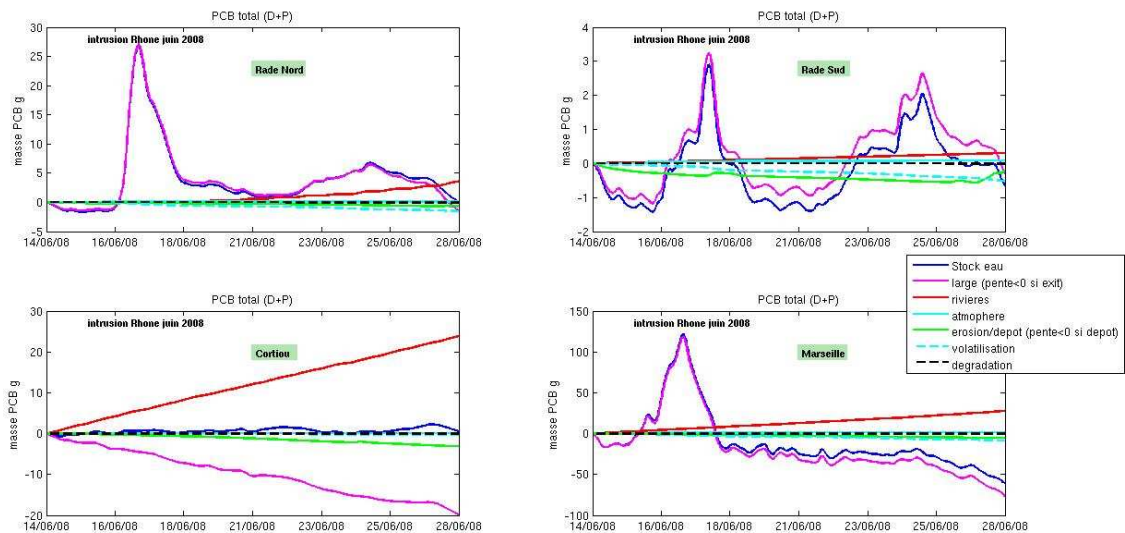 PCB total (D+P)
intrusion Rhone juin 2008
Rade Nord
masse PCB g
30
25
20
15
10
5
0
-5
14/06/08 16/06/08 18/06/08 21/06/08 23/06/08 25/06/08 28/06/08
PCB total (D+P)
intrusion Rhone juin 2008
Rade Sud
masse PCB g
4
3
2
1
0
-1
-2
14/06/08 16/06/08 18/06/08 21/06/08 23/06/08 25/06/08 28/06/08
Stock eau
large (pente<0 si exit)
rivieres
atmophere
erosion/depot (pente<0 si depot)
volatilisation
degradation
PCB total (D+P)
intrusion Rhone juin 2008
Cortiou
masse PCB g
30
20
10
0
-10
-20
14/06/08 16/06/08 18/06/08 21/06/08 23/06/08 25/06/08 28/06/08
PCB total (D+P)
intrusion Rhone juin 2008
Marseille
masse PCB g
150
100
50
0
-50
-100
14/06/08 16/06/08 18/06/08 21/06/08 23/06/08 25/06/08 28/06/08